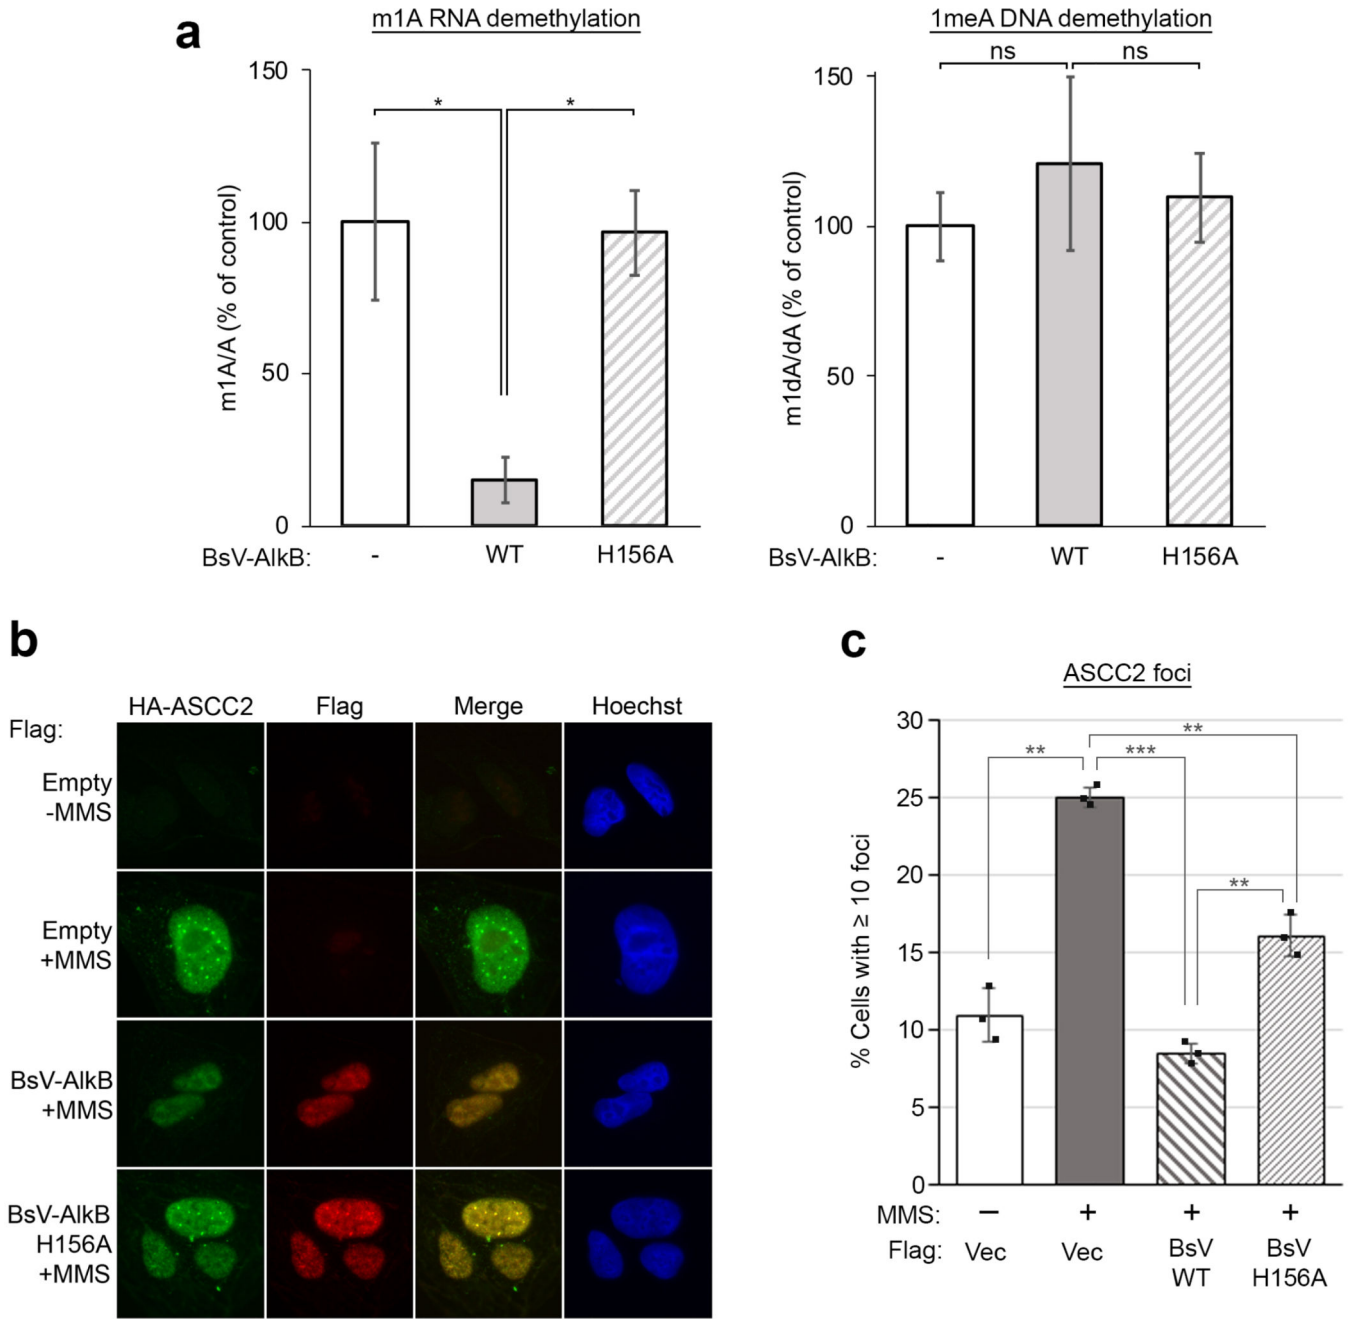 a
m1A RNA demethylation
m1A/A (% of control)
150
100
50
0
* *
BsV-AlkB: - WT H156A
1meA DNA demethylation
m1dA/dA (% of control)
150
100
50
0
ns ns
BsV-AlkB: - WT H156A
b
HA-ASCC2 Flag Merge Hoechst
Flag:
Empty
-MMS
Empty
+MMS
BsV-AlkB
+MMS
BsV-AlkB
H156A
+MMS
c
ASCC2 foci
% Cells with ≥ 10 foci
30
25
20
15
10
5
0
**
** ***
**
MMS: − + + +
Flag: Vec Vec BsV BsV
WT H156A